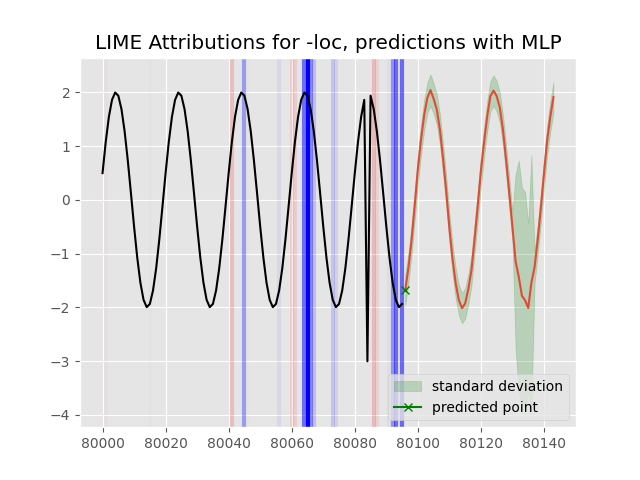 LIME Attributions for -loc, predictions with MLP
2
1
0
−1
−2
−3
−4
standard deviation
predicted point
80000 80020 80040 80060 80080 80100 80120 80140